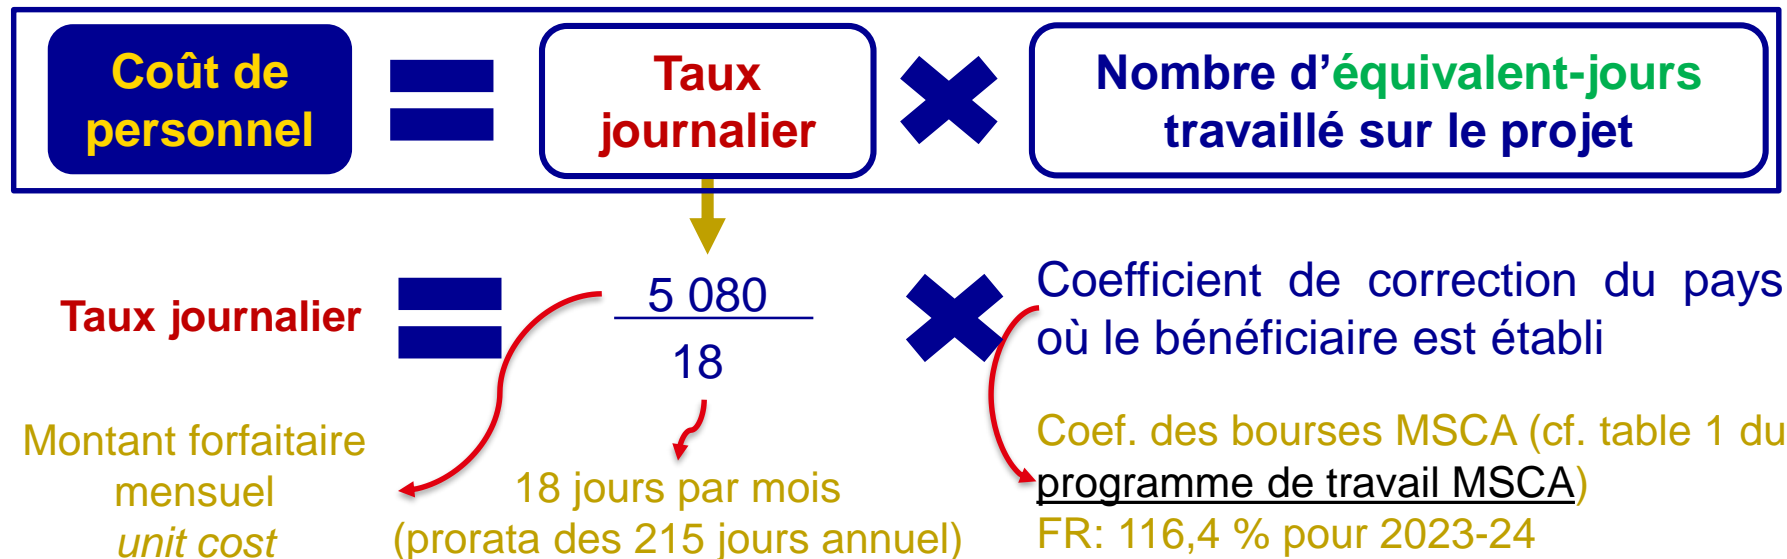 Coût de
personnel
Taux
journalier
Nombre d’équivalent-jours
travaillé sur le projet
Taux journalier
5 080
18
Coefficient de correction du pays
où le bénéficiaire est établi
Montant forfaitaire
mensuel
unit cost
18 jours par mois
(prorata des 215 jours annuel)
Coef. des bourses MSCA (cf. table 1 du
programme de travail MSCA)
FR: 116,4 % pour 2023-24